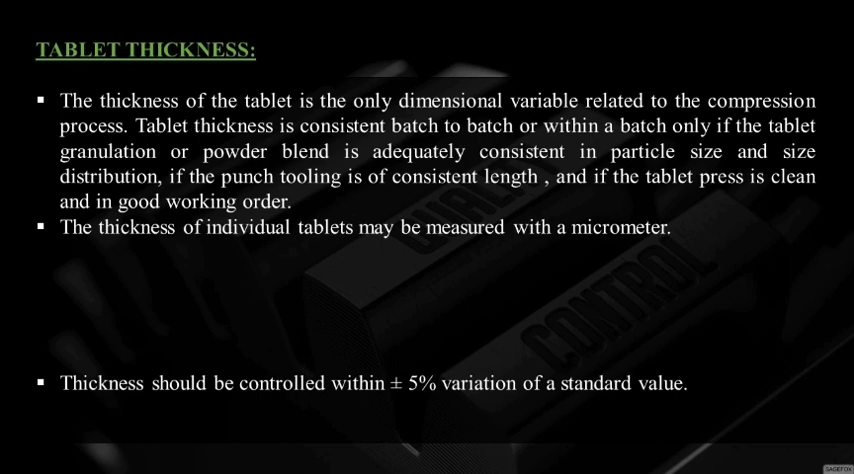 TABLET THICKNESS:
▪ The thickness of the tablet is the only dimensional variable related to the compression
process. Tablet thickness is consistent batch to batch or within a batch only if the tablet
granulation or powder blend is adequately consistent in particle size and size
distribution, if the punch tooling is of consistent length , and if the tablet press is clean
and in good working order.
▪ The thickness of individual tablets may be measured with a micrometer.
QUALI
CONTROL
▪ Thickness should be controlled within ± 5% variation of a standard value.
SAGEFOX